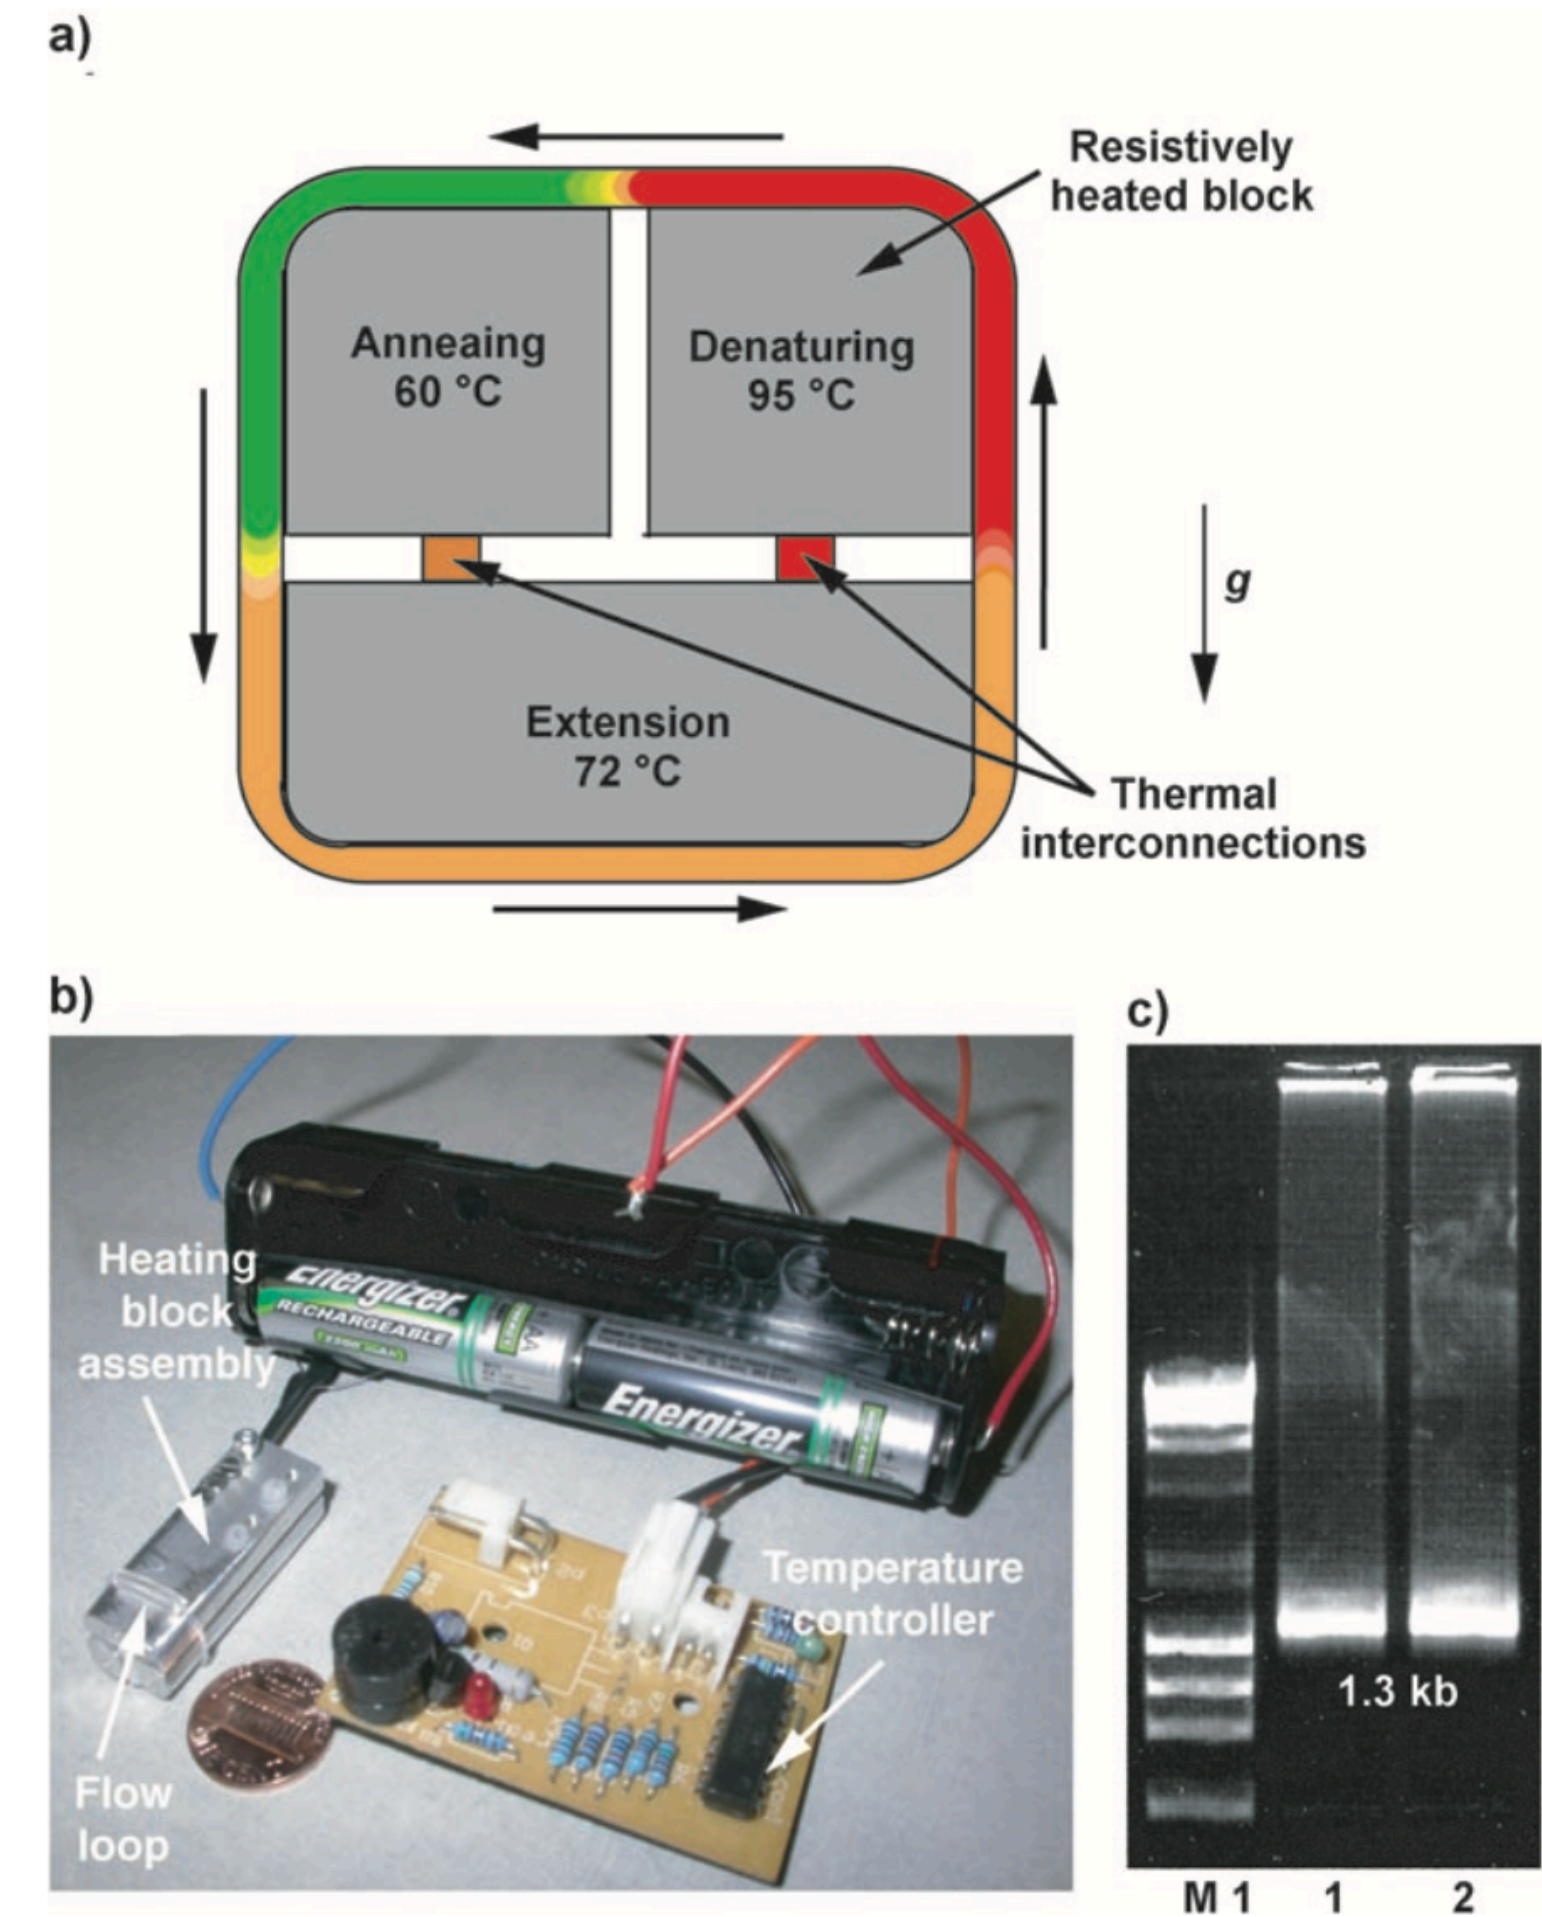 a)
Resistively
heated block
Anneaing
60 °C
Denaturing
95 °C
g
Extension
72 °C
Thermal
interconnections
b)
c)
Heating
block
assembly
Energizer
RECHARGEABLE
AA
Energizer
Temperature
controller
Flow
loop
1.3 kb
M 1
1
2